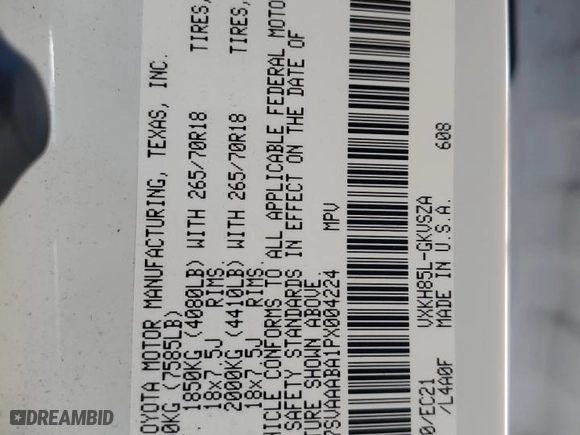 OYOTA MOTOR MANUFACTURING, TEXAS, INC.
0KG (7585LB)
1850KG (4080LB) WITH 265/70R18 TIRES,
18x7.5J RIMS.
2000KG (4410LB) WITH 265/70R18 TIRES,
18x7.5J RIMS.
HICLE CONFORMS TO ALL APPLICABLE FEDERAL MOTO
SAFETY STANDARDS IN EFFECT ON THE DATE OF
TURE SHOWN ABOVE.
7SVAAABA1PX004224 MPV
VXKH85L-GKVSZA 608
0/EC21
/L4A0F MADE IN U.S.A.
DREAMBID